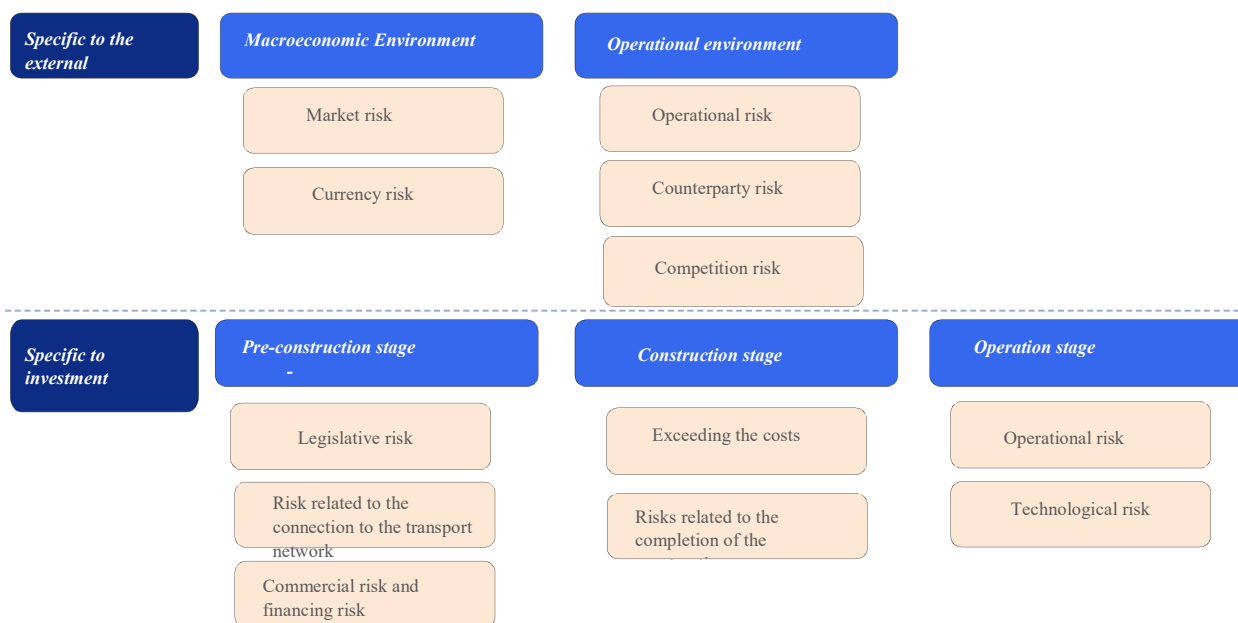 Specific to the
external
Macroeconomic Environment
Operational environment
Market risk
Operational risk
Currency risk
Counterparty risk
Competition risk
Specific to
investment
Pre-construction stage
-
Construction stage
Operation stage
Legislative risk
Exceeding the costs
Operational risk
Risk related to the
connection to the transport
network
Risks related to the
completion of the
Technological risk
Commercial risk and
financing risk